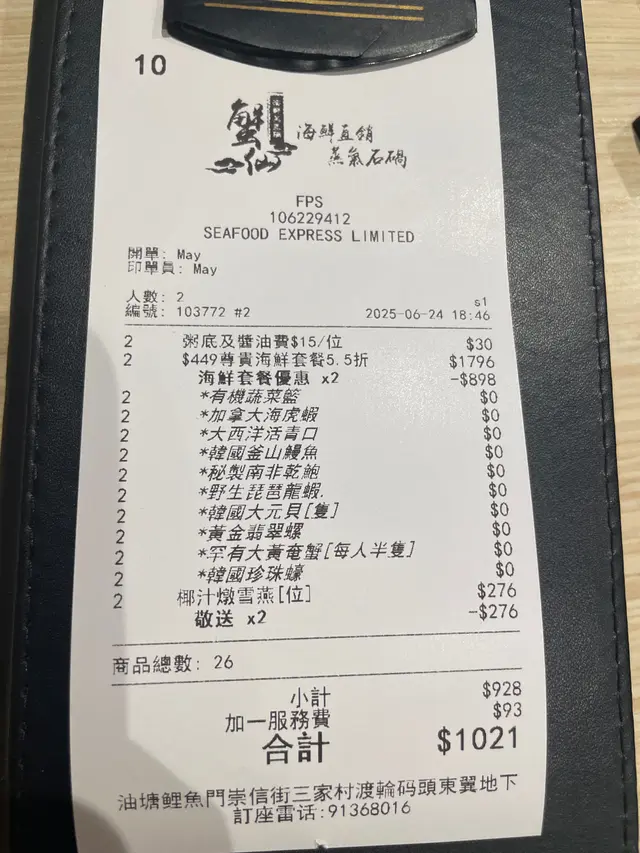 10
蟹仙
海鮮直銷
蒸氣石鍋
FPS
106229412
SEAFOOD EXPRESS LIMITED
開單: May
印單員: May
人數: 2
s1
編號: 103772 #2 2025-06-24 18:46
2 粥底及醬油費$15/位 $30
2 $449尊貴海鮮套餐5.5折 $1796
海鮮套餐優惠 x2 -$898
2 *有機蔬菜籃 $0
2 *加拿大海虎蝦 $0
2 *大西洋活青口 $0
2 *韓國釜山鰻魚 $0
2 *秘製南非乾鮑 $0
2 *野生琵琶龍蝦. $0
2 *韓國大元貝[隻] $0
2 *黃金翡翠螺 $0
2 *罕有大黃奄蟹[每人半隻] $0
2 *韓國珍珠蠔 $0
2 椰汁燉雪燕[位] $276
敬送 x2 -$276
商品總數: 26
小計 $928
加一服務費 $93
合計 $1021
油塘鯉魚門崇信街三家村渡輪码頭東翼地下
訂座雷话:91368016